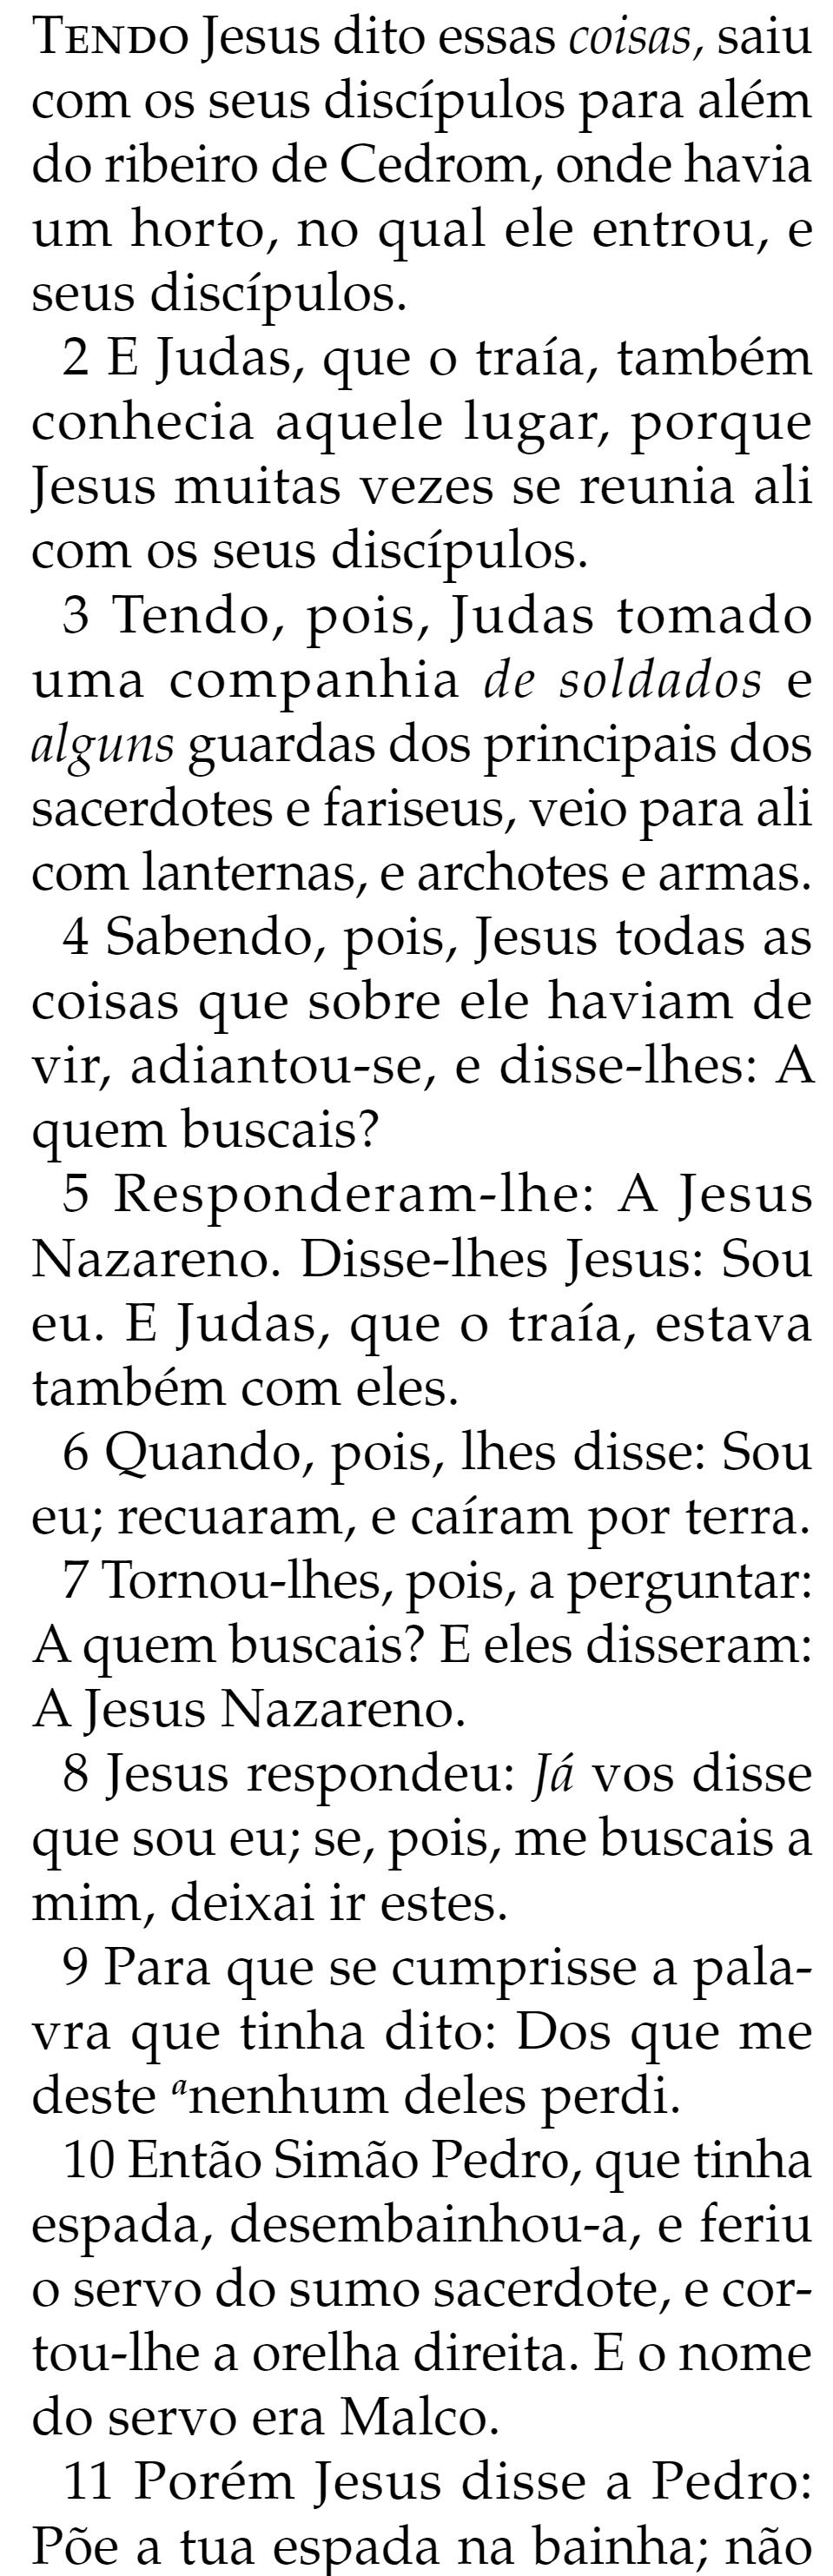 TENDO Jesus dito essas coisas, saiu
com os seus discípulos para além
do ribeiro de Cedrom, onde havia
um horto, no qual ele entrou, e
seus discípulos.
2 E Judas, que o traía, também
conhecia aquele lugar, porque
Jesus muitas vezes se reunia ali
com os seus discípulos.
3 Tendo, pois, Judas tomado
uma companhia de soldados e
alguns guardas dos principais dos
sacerdotes e fariseus, veio para ali
com lanternas, e archotes e armas.
4 Sabendo, pois, Jesus todas as
coisas que sobre ele haviam de
vir, adiantou-se, e disse-lhes: A
quem buscais?
5 Responderam-lhe: A Jesus
Nazareno. Disse-lhes Jesus: Sou
eu. E Judas, que o traía, estava
também com eles.
6 Quando, pois, lhes disse: Sou
eu; recuaram, e caíram por terra.
7 Tornou-lhes, pois, a perguntar:
A quem buscais? E eles disseram:
A Jesus Nazareno.
8 Jesus respondeu: Já vos disse
que sou eu; se, pois, me buscais a
mim, deixai ir estes.
9 Para que se cumprisse a pala-
vra que tinha dito: Dos que me
deste ᵃnenhum deles perdi.
10 Então Simão Pedro, que tinha
espada, desembainhou-a, e feriu
o servo do sumo sacerdote, e cor-
tou-lhe a orelha direita. E o nome
do servo era Malco.
11 Porém Jesus disse a Pedro:
Põe a tua espada na bainha; não